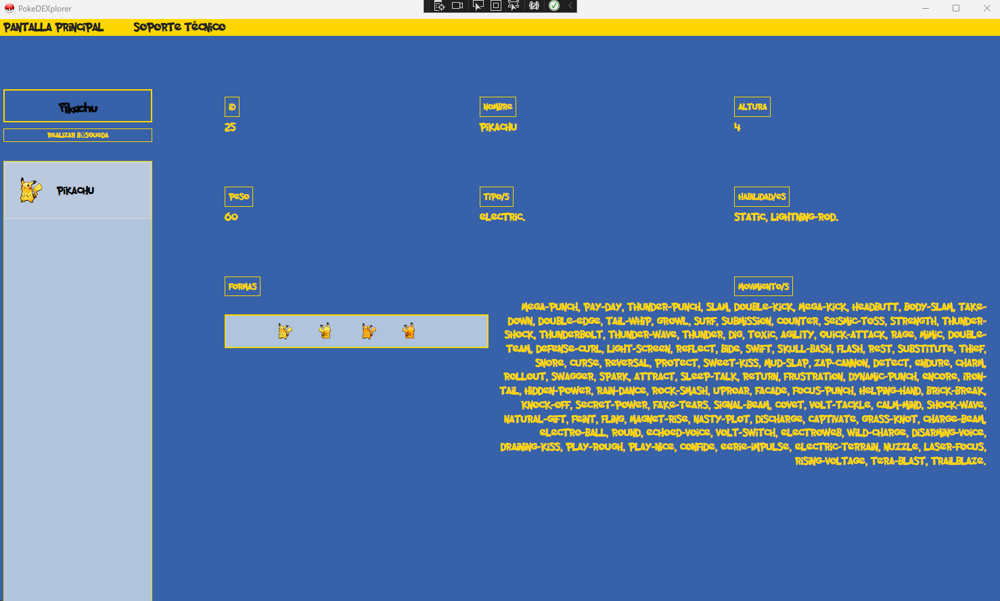 PokeDEXplorer
PANTALLA PRINCIPAL SOPORTE TÉCNICO
Pikachu
REALIZAR BÚSQUEDA
PIKACHU
ID
25
NOMBRE
PIKACHU
ALTURA
4
PESO
60
TIPO/S
ELECTRIC.
HABILIDAD/ES
STATIC, LIGHTNING-ROD.
FORMAS
MOVIMIENTO/S
MEGA-PUNCH, PAY-DAY, THUNDER-PUNCH, SLAM, DOUBLE-KICK, MEGA-KICK, HEADBUTT, BODY-SLAM, TAKE-
DOWN, DOUBLE-EDGE, TAIL-WHIP, GROWL, SURF, SUBMISSION, COUNTER, SEISMIC-TOSS, STRENGTH, THUNDER-
SHOCK, THUNDERBOLT, THUNDER-WAVE, THUNDER, DIG, TOXIC, AGILITY, QUICK-ATTACK, RAGE, MIMIC, DOUBLE-
TEAM, DEFENSE-CURL, LIGHT-SCREEN, REFLECT, BIDE, SWIFT, SKULL-BASH, FLASH, REST, SUBSTITUTE, THIEF,
SNORE, CURSE, REVERSAL, PROTECT, SWEET-KISS, MUD-SLAP, ZAP-CANNON, DETECT, ENDURE, CHARM,
ROLLOUT, SWAGGER, SPARK, ATTRACT, SLEEP-TALK, RETURN, FRUSTRATION, DYNAMIC-PUNCH, ENCORE, IRON-
TAIL, HIDDEN-POWER, RAIN-DANCE, ROCK-SMASH, UPROAR, FACADE, FOCUS-PUNCH, HELPING-HAND, BRICK-BREAK,
KNOCK-OFF, SECRET-POWER, FAKE-TEARS, SIGNAL-BEAM, COVET, VOLT-TACKLE, CALM-MIND, SHOCK-WAVE,
NATURAL-GIFT, FEINT, FLING, MAGNET-RISE, NASTY-PLOT, DISCHARGE, CAPTIVATE, GRASS-KNOT, CHARGE-BEAM,
ELECTRO-BALL, ROUND, ECHOED-VOICE, VOLT-SWITCH, ELECTROWEB, WILD-CHARGE, DISARMING-VOICE,
DRAINING-KISS, PLAY-ROUGH, PLAY-NICE, CONFIDE, EERIE-IMPULSE, ELECTRIC-TERRAIN, NUZZLE, LASER-FOCUS,
RISING-VOLTAGE, TERA-BLAST, TRAILBLAZE.